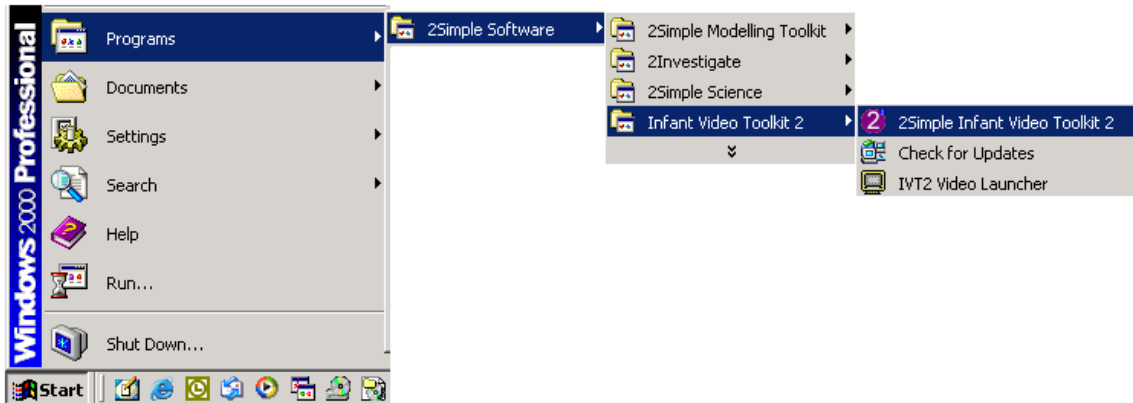 Windows 2000 Professional
Programs
Documents
Settings
Search
Help
Run...
Shut Down...
Start
2Simple Software
2Simple Modelling Toolkit
2Investigate
2Simple Science
Infant Video Toolkit 2
2 2Simple Infant Video Toolkit 2
Check for Updates
IVT2 Video Launcher